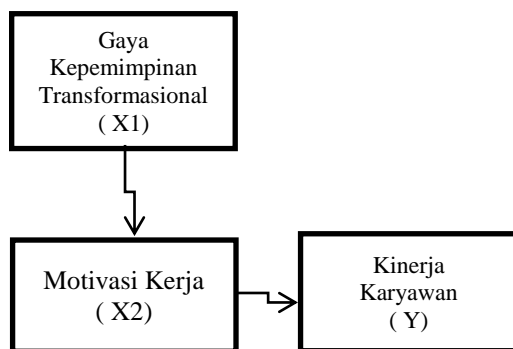 Gaya
Kepemimpinan
Transformasional
( X1)
Motivasi Kerja
( X2)
Kinerja
Karyawan
( Y)